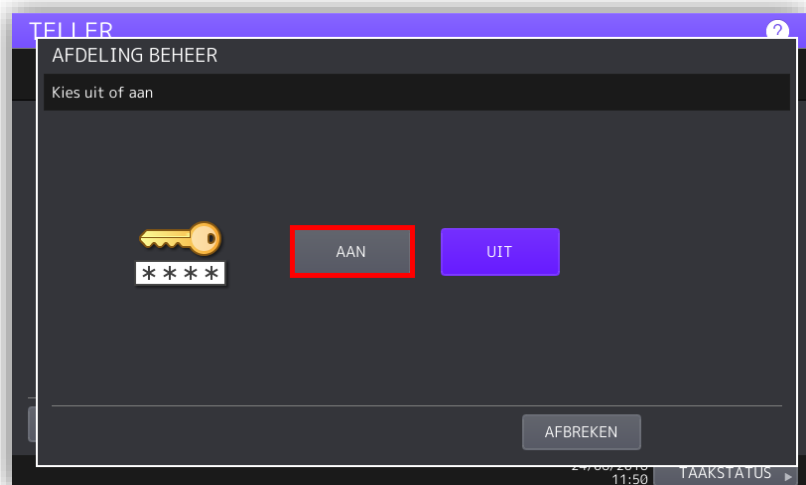 TELLER
?
AFDELING BEHEER
Kies uit of aan
AAN
UIT
****
AFBREKEN
11:50
TAAKSTATUS